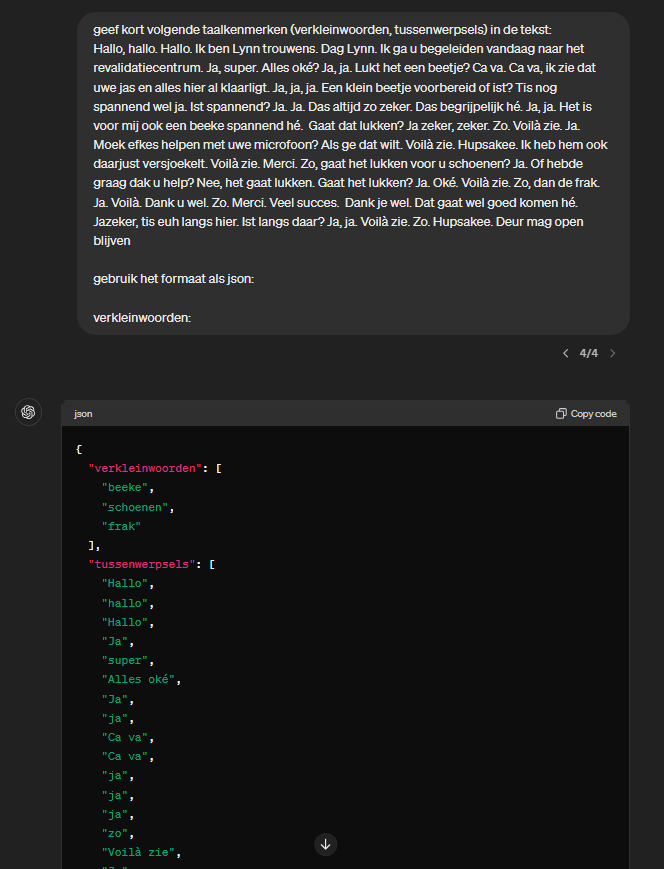 geef kort volgende taalkenmerken (verkleinwoorden, tussenwerpsels) in de tekst:
Hallo, hallo. Hallo. Ik ben Lynn trouwens. Dag Lynn. Ik ga u begeleiden vandaag naar het
revalidatiecentrum. Ja, super. Alles oké? Ja, ja. Lukt het een beetje? Ca va. Ca va, ik zie dat
uwe jas en alles hier al klaarligt. Ja, ja, ja. Een klein beetje voorbereid of ist? Tis nog
spannend wel ja. Ist spannend? Ja. Ja. Das altijd zo zeker. Das begrijpelijk hé. Ja, ja. Het is
voor mij ook een beeke spannend hé.  Gaat dat lukken? Ja zeker, zeker. Zo. Voilà zie. Ja.
Moek efkes helpen met uwe microfoon? Als ge dat wilt. Voilà zie. Hupsakee. Ik heb hem ook
daarjust versjoekelt. Voilà zie. Merci. Zo, gaat het lukken voor u schoenen? Ja. Of hebde
graag dak u help? Nee, het gaat lukken. Gaat het lukken? Ja. Oké. Voilà zie. Zo, dan de frak.
Ja. Voilà. Dank u wel. Zo. Merci. Veel succes.  Dank je wel. Dat gaat wel goed komen hé.
Jazeker, tis euh langs hier. Ist langs daar? Ja, ja. Voilà zie. Zo. Hupsakee. Deur mag open
blijven
gebruik het formaat als json:
verkleinwoorden:
4/4
json
Copy code
{
"verkleinwoorden": [
"beeke",
"schoenen",
"frak"
],
"tussenwerpsels": [
"Hallo",
"hallo",
"Hallo",
"Ja",
"super",
"Alles oké",
"Ja",
"ja",
"Ca va",
"Ca va",
"ja",
"ja",
"ja",
"zo",
"Voilà zie",